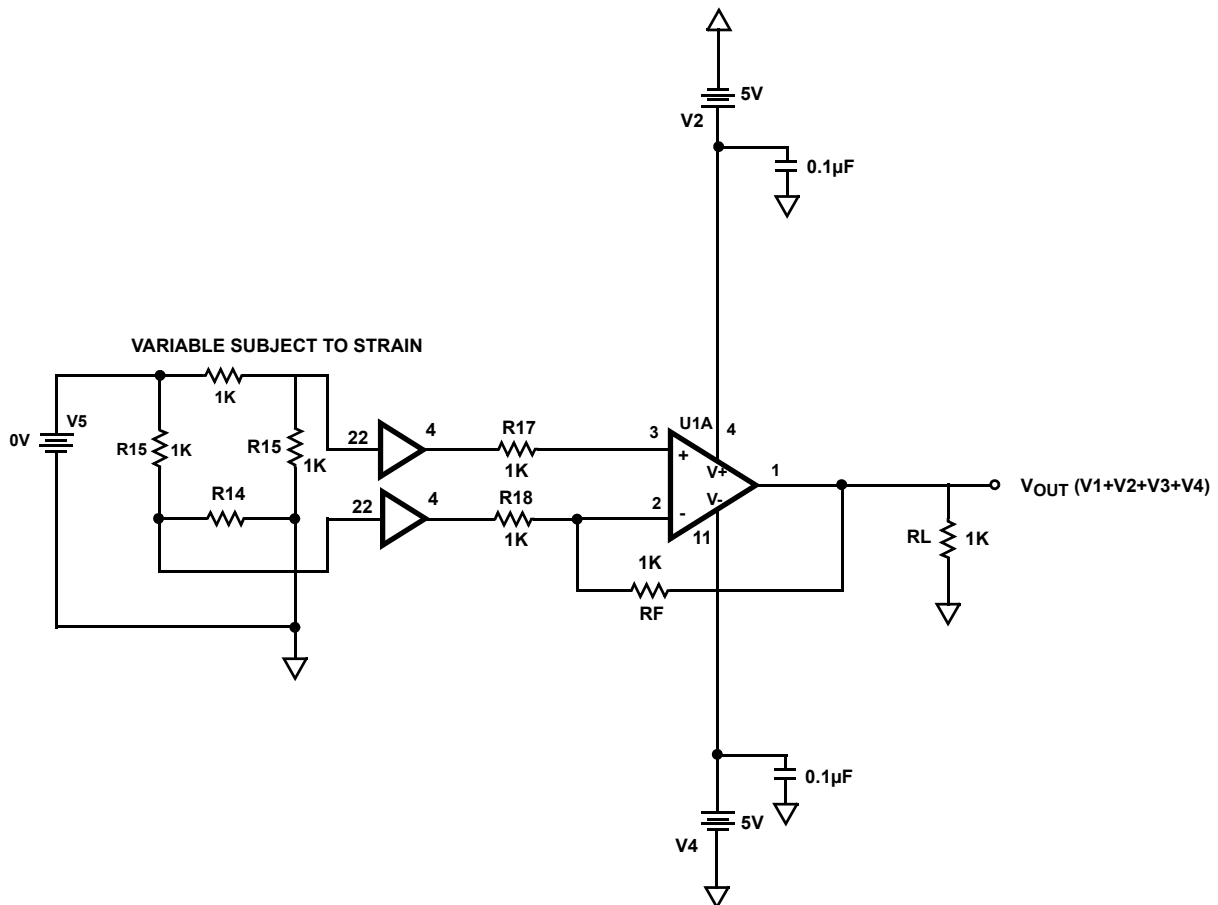 5V
V2
0.1µF
VARIABLE SUBJECT TO STRAIN
1K
V5
0V
R15
1K
R15
1K
R14
22
4
R17
1K
22
4
R18
1K
3
+
2
-
U1A
4
V+
V-
11
1
1K
RF
VOUT (V1+V2+V3+V4)
RL
1K
0.1µF
5V
V4